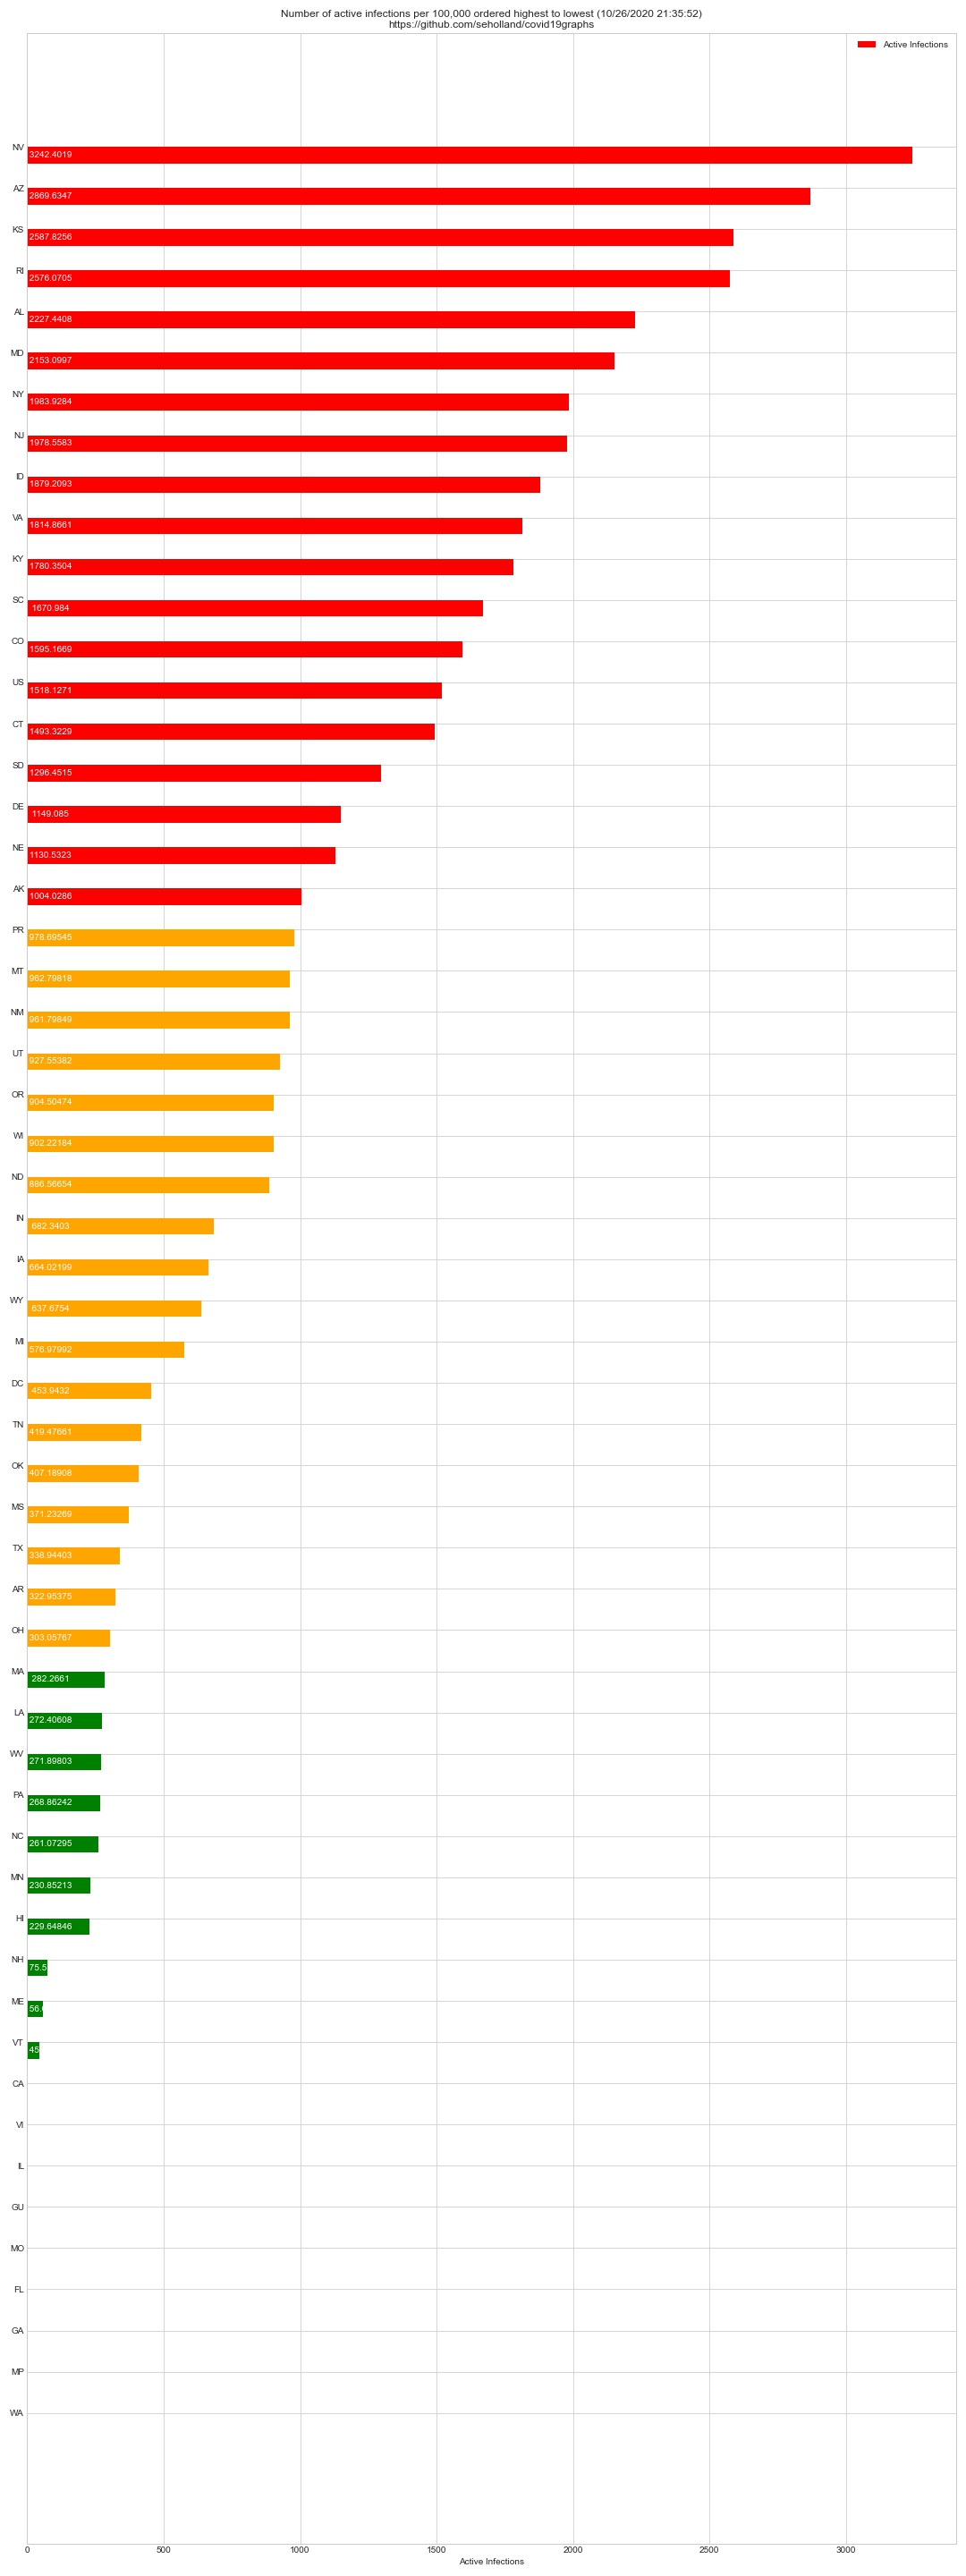 Number of active infections per 100,000 ordered highest to lowest (10/26/2020 21:35:52)
https://github.com/seholland/covid19graphs
Active Infections
NV 3242.4019
AZ 2869.6347
KS 2587.8256
RI 2576.0705
AL 2227.4408
MD 2153.0997
NY 1983.9284
NJ 1978.5583
ID 1879.2093
VA 1814.8661
KY 1780.3504
SC 1670.984
CO 1595.1669
US 1518.1271
CT 1493.3229
SD 1296.4515
DE 1149.085
NE 1130.5323
AK 1004.0286
PR 978.69545
MT 962.79818
NM 961.79849
UT 927.55382
OR 904.50474
WI 902.22184
ND 886.56654
IN 682.3403
IA 664.02199
WY 637.6754
MI 576.97992
DC 453.9432
TN 419.47661
OK 407.18908
MS 371.23269
TX 338.94403
AR 322.95375
OH 303.05767
MA 282.2661
LA 272.40608
WV 271.89803
PA 268.86242
NC 261.07295
MN 230.85213
HI 229.64846
NH 75.5
ME 56.
VT 45
CA
VI
IL
GU
MO
FL
GA
MP
WA
0 500 1000 1500 2000 2500 3000
Active Infections